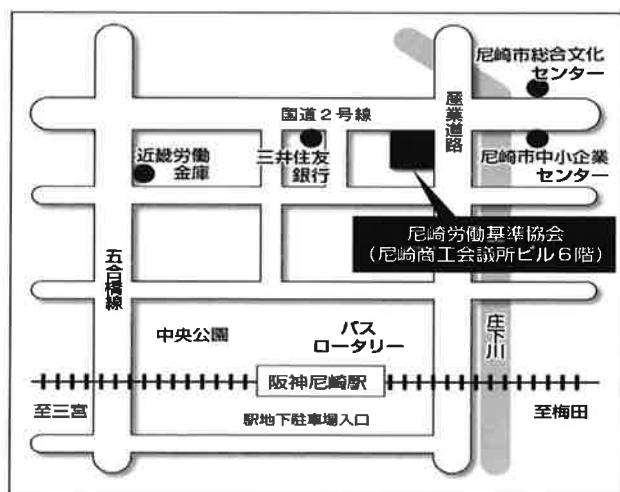 尼崎市総合文化
センター
国道2号線
産業道路
近畿労働
金庫
三井住友
銀行
尼崎市中小企業
センター
尼崎労働基準協会
(尼崎商工会議所ビル6階)
五合橋線
中央公園
バス
ロータリー
庄下川
阪神尼崎駅
至三宮
駅地下駐車場入口
至梅田